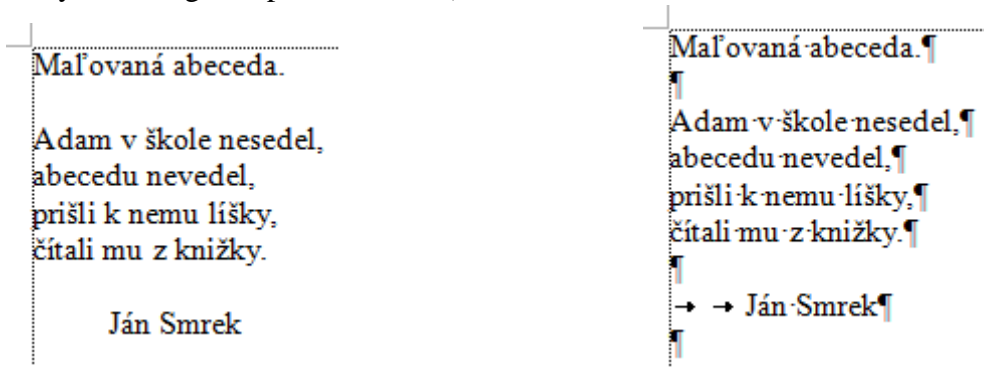 Maľovaná abeceda.

Adam v škole nesedel,
abecedu nevedel,
prišli k nemu líšky,
čítali mu z knižky.

Ján Smrek

Maľovaná·abeceda.¶
¶
Adam·v·škole·nesedel,¶
abecedu·nevedel,¶
prišli·k·nemu·líšky,¶
čítali·mu·z·knižky.¶
¶
→ → Ján·Smrek¶
¶